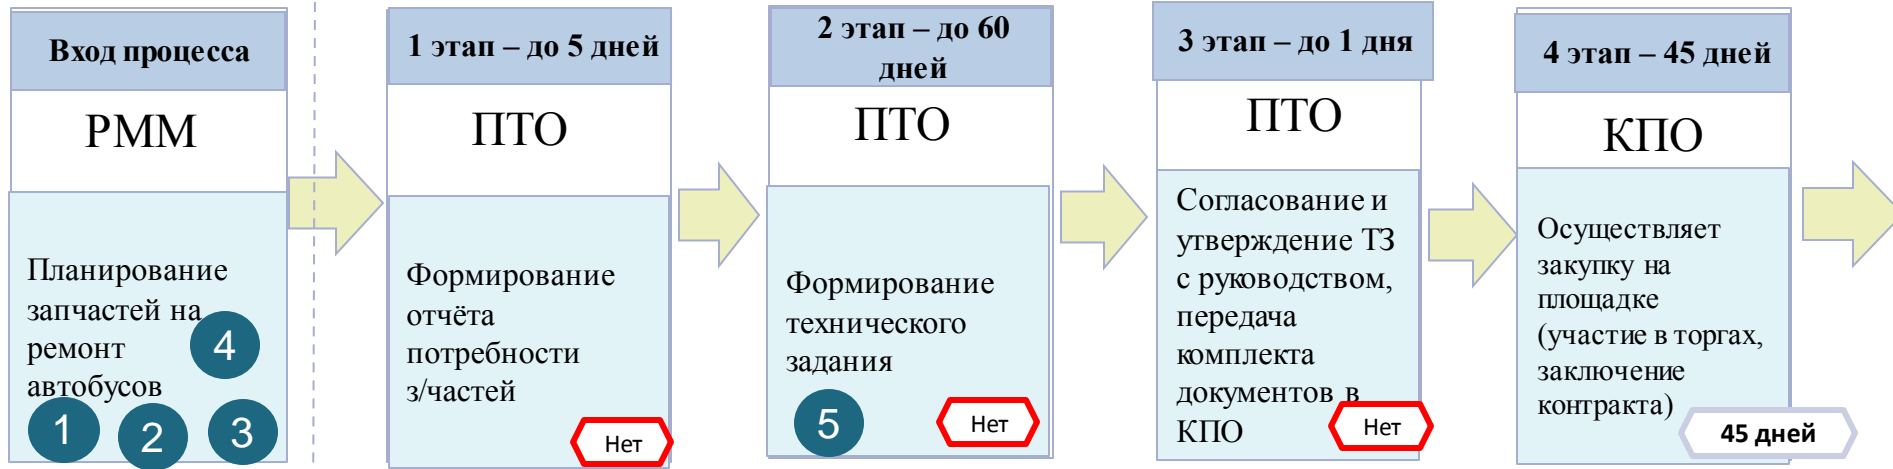 Вход процесса
РММ
Планирование
запчастей на
ремонт
автобусов
4
1
2
3
1 этап – до 5 дней
ПТО
Формирование
отчёта
потребности
з/частей
Нет
2 этап – до 60
дней
ПТО
Формирование
технического
задания
5
Нет
3 этап – до 1 дня
ПТО
Согласование и
утверждение ТЗ
с руководством,
передача
комплекта
документов в
КПО
Нет
4 этап – 45 дней
КПО
Осуществляет
закупку на
площадке
(участие в торгах,
заключение
контракта)
45 дней